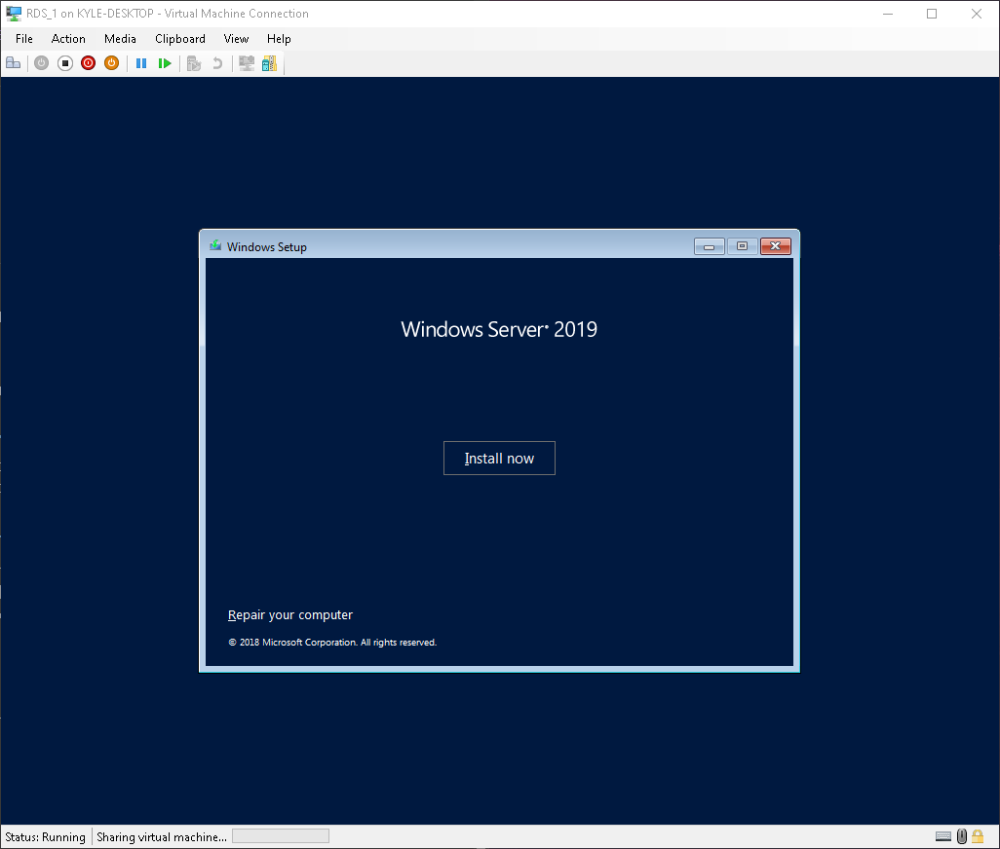 RDS_1 on KYLE-DESKTOP - Virtual Machine Connection
File Action Media Clipboard View Help
Windows Setup
Windows Server® 2019
Install now
Repair your computer
© 2018 Microsoft Corporation. All rights reserved.
Status: Running Sharing virtual machine...